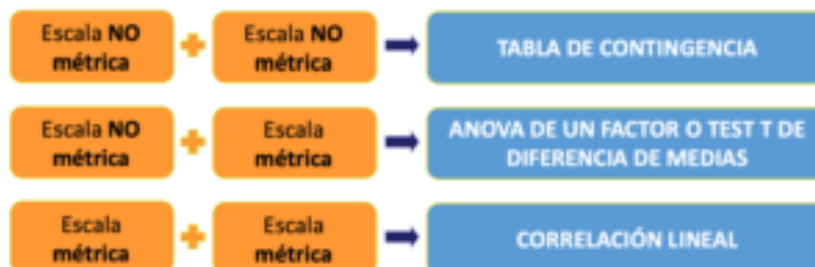 Escala NO
métrica
+
Escala NO
métrica
TABLA DE CONTINGENCIA
Escala NO
métrica
+
Escala
métrica
ANOVA DE UN FACTOR O TEST T DE
DIFERENCIA DE MEDIAS
Escala
métrica
+
Escala
métrica
CORRELACIÓN LINEAL